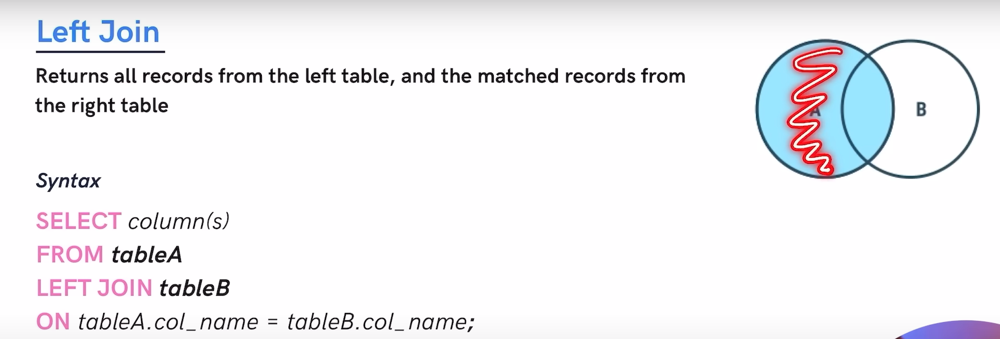 Left Join
Returns all records from the left table, and the matched records from
the right table
A
B
Syntax
SELECT column(s)
FROM tableA
LEFT JOIN tableB
ON tableA.col_name = tableB.col_name;